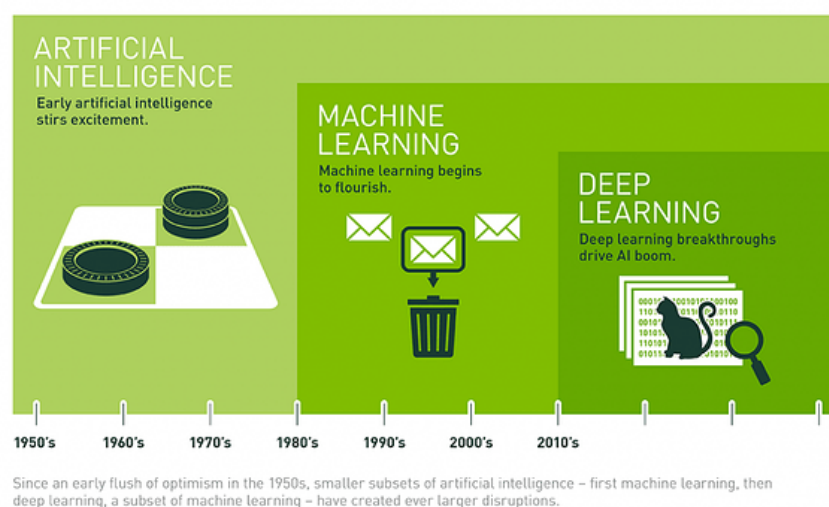 ARTIFICIAL
INTELLIGENCE
Early artificial intelligence
stirs excitement.
MACHINE
LEARNING
Machine learning begins
to flourish.
DEEP
LEARNING
Deep learning breakthroughs
drive AI boom.
1950's 1960's 1970's 1980's 1990's 2000's 2010's
Since an early flush of optimism in the 1950s, smaller subsets of artificial intelligence – first machine learning, then
deep learning, a subset of machine learning – have created ever larger disruptions.